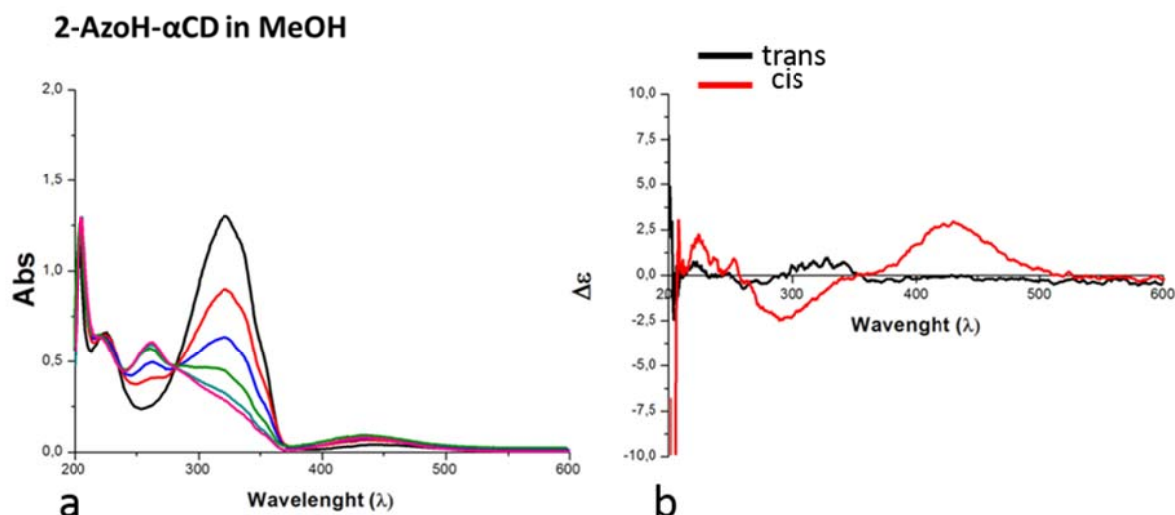 2-AzoH-αCD in MeOH
trans
cis
2,0
1,5
1,0
0,5
0,0
Abs
200 300 400 500 600
Wavelenght (λ)
a
10,0
7,5
5,0
2,5
0,0
-2,5
-5,0
-7,5
-10,0
Δε
20 300 400 500 600
Wavenght (λ)
b